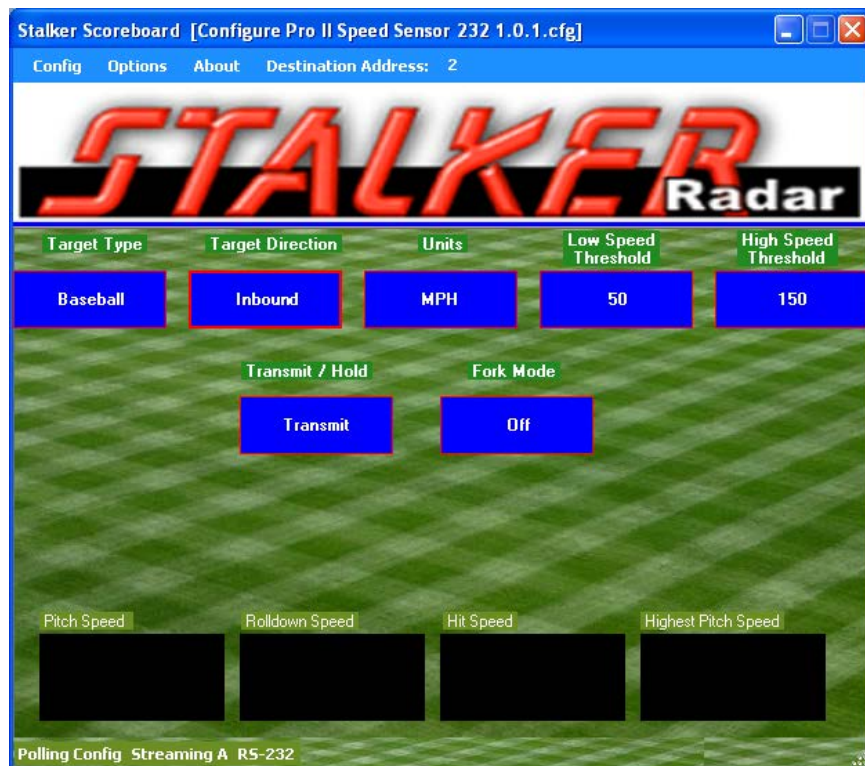 Stalker Scoreboard [Configure Pro II Speed Sensor 232 1.0.1.cfg]
Config Options About Destination Address: 2
STALKER
Radar
Target Type Target Direction Units Low Speed Threshold High Speed Threshold
Baseball Inbound MPH 50 150
Transmit / Hold Fork Mode
Transmit Off
Pitch Speed Rolldown Speed Hit Speed Highest Pitch Speed
Polling Config Streaming A RS-232